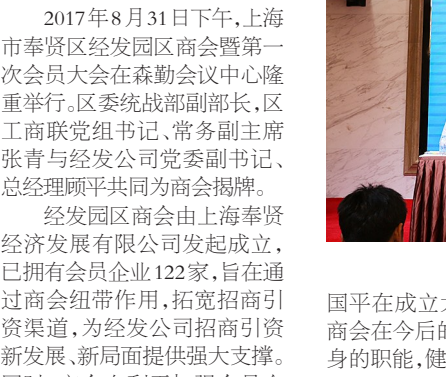 2017年8月31日下午,上海
市奉贤区经发园区商会暨第一
次会员大会在森勤会议中心隆
重举行。区委统战部副部长,区
工商联党组书记、常务副主席
张青与经发公司党委副书记、
总经理顾平共同为商会揭牌。
经发园区商会由上海奉贤
经济发展有限公司发起成立,
已拥有会员企业122家,旨在通
过商会纽带作用,拓宽招商引
资渠道,为经发公司招商引资
新发展、新局面提供强大支撑。
国平在成立
商会在今后的
身的职能,健